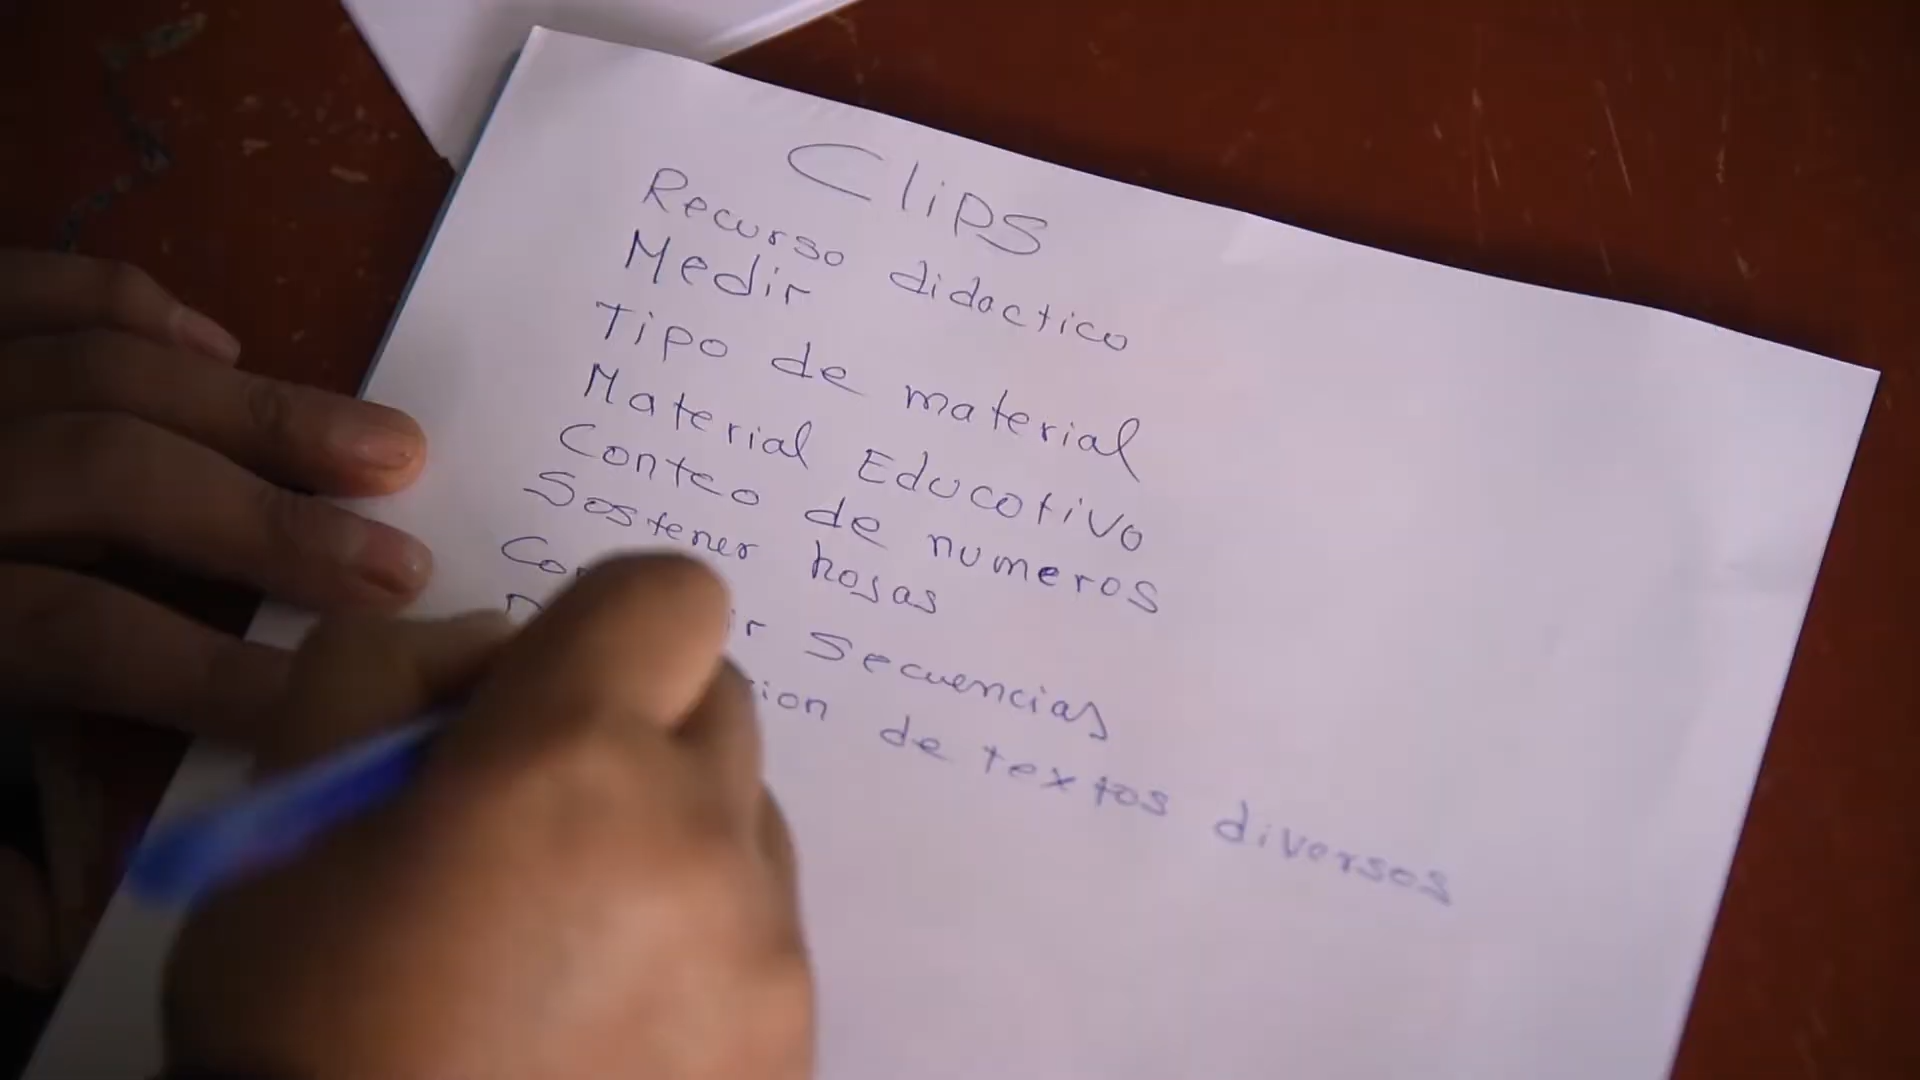 Clips
Recurso didactico
Medir
Tipo de material
Material Educativo
Conteo de numeros
Sostener hojas
Secuencias
de textos diversos